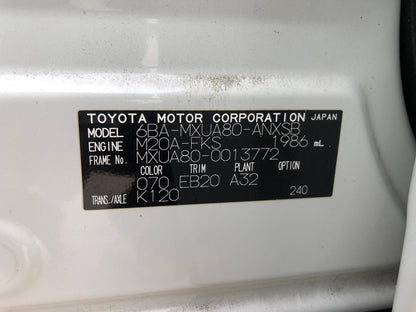 TOYOTA MOTOR CORPORATION JAPAN
MODEL 6BA-MXUA80-ANXSB
ENGINE M20A-FKS 1986 mL.
FRAME No. MXUA80-0013772
COLOR TRIM PLANT OPTION
070 EB20 A32
TRANS./AXLE K120 240